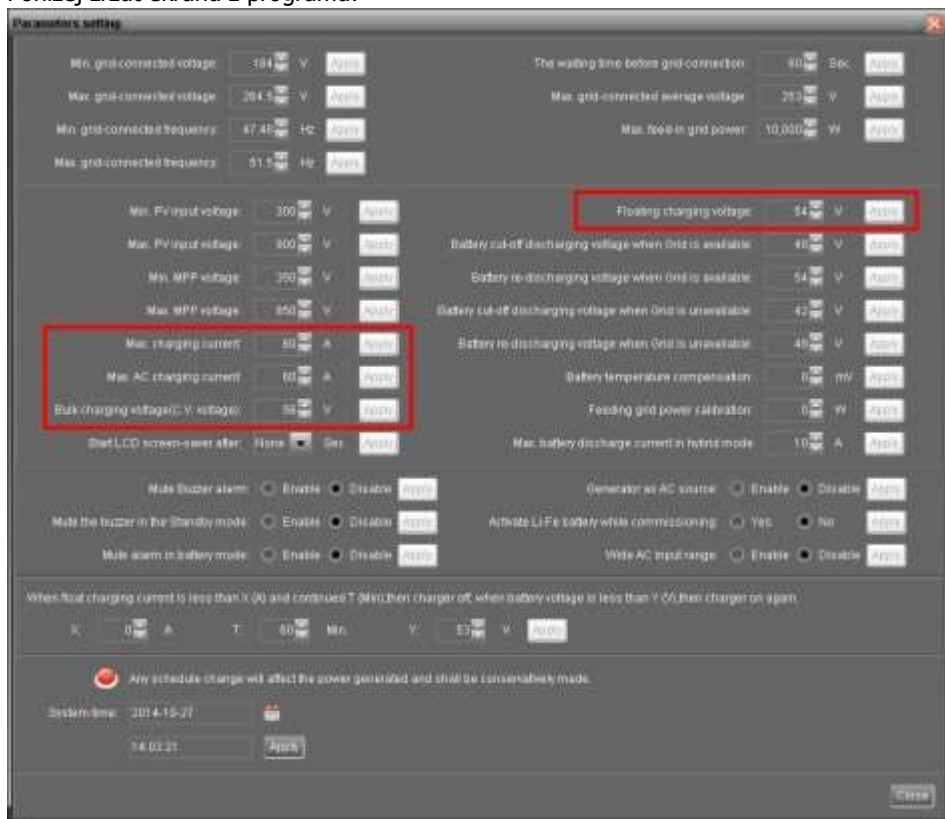 Poniżej zrzut ekranu z programu:
Parameters setting
Min. grid-connected voltage: 184 V Apply
The waiting time before grid-connection: 60 Sec. Apply
Max. grid-connected voltage: 264.5 V Apply
Max. grid-connected average voltage: 253 V Apply
Min. grid-connected frequency: 47.48 Hz Apply
Max. feed-in grid power: 10,000 W Apply
Max. grid-connected frequency: 51.5 Hz Apply
Min. PV input voltage: 300 V Apply
Floating charging voltage: 54 V Apply
Max. PV input voltage: 900 V Apply
Battery cut-off discharging voltage when Grid is available: 48 V Apply
Min. MPP voltage: 350 V Apply
Battery re-discharging voltage when Grid is available: 54 V Apply
Max. MPP voltage: 850 V Apply
Battery cut-off discharging voltage when Grid is unavailable: 42 V Apply
Max. charging current: 60 A Apply
Battery re-discharging voltage when Grid is unavailable: 48 V Apply
Max. AC charging current: 60 A Apply
Battery temperature compensation: 0 mV Apply
Bulk charging voltage(C.V. voltage): 56 V Apply
Feeding grid power calibration: 0 W Apply
Start LCD screen-saver after: None Sec. Apply
Max. battery discharge current in hybrid mode: 10 A Apply
Mute Buzzer alarm: Enable Disable Apply
Generator as AC source: Enable Disable Apply
Mute the buzzer in the Standby mode: Enable Disable Apply
Activate Li-Fe battery while commissioning: Yes No Apply
Mute alarm in battery mode: Enable Disable Apply
Wide AC input range: Enable Disable Apply
When float charging current is less than X (A) and continued T (Min),then charger off, when battery voltage is less than Y (V),then charger on again.
X: 0 A T: 60 Min. Y: 53 V Apply
Any schedule change will affect the power generated and shall be conservatively made.
System time: 2014-10-27
14:03:21 Apply
Close